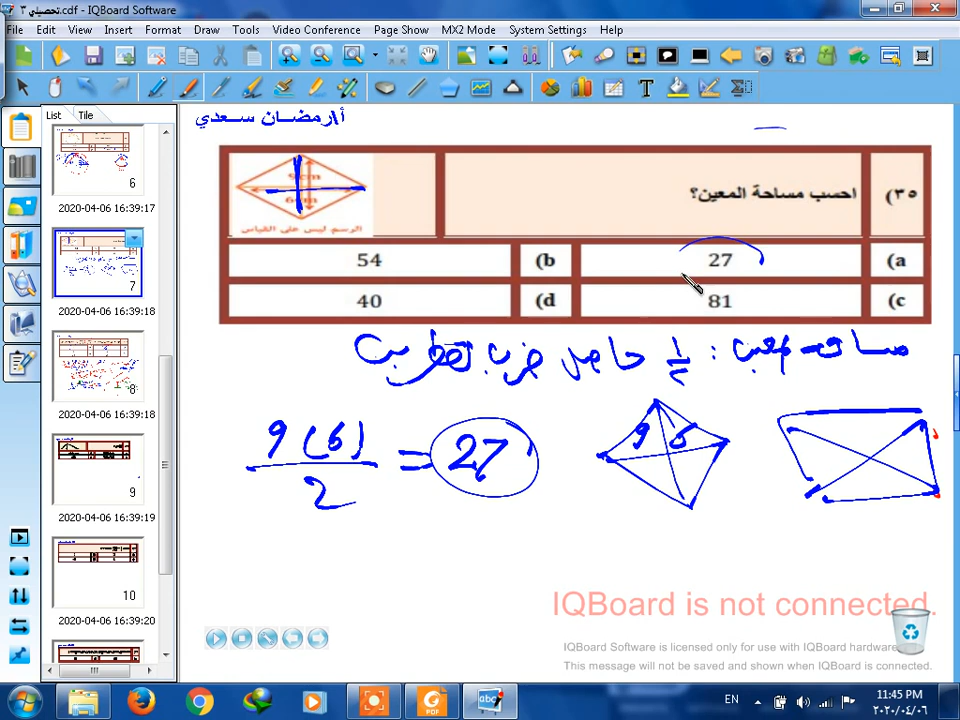 تحصيلي ٣.cdf - IQBoard Software
File Edit View Insert Format Draw Tools Video Conference Page Show MX2 Mode System Settings Help
List Tile
6
2020-04-06 16:39:17
7
2020-04-06 16:39:18
8
2020-04-06 16:39:18
9
2020-04-06 16:39:19
10
2020-04-06 16:39:20
أ/رمضان سعدي
٣٥) احسب مساحة المعين؟
9cm
6cm
الرسم ليس على القياس
a) 27 b) 54
c) 81 d) 40
مساحة المعين : ½ حاصل ضرب القطرين
9 (6) / 2 = 27
9 6
IQBoard is not connected.
IQBoard Software is licensed only for use with IQBoard hardware
This message will not be saved and shown when IQBoard is connected.
EN 11:45 PM
٢٠٢٠/٠٤/٠٦